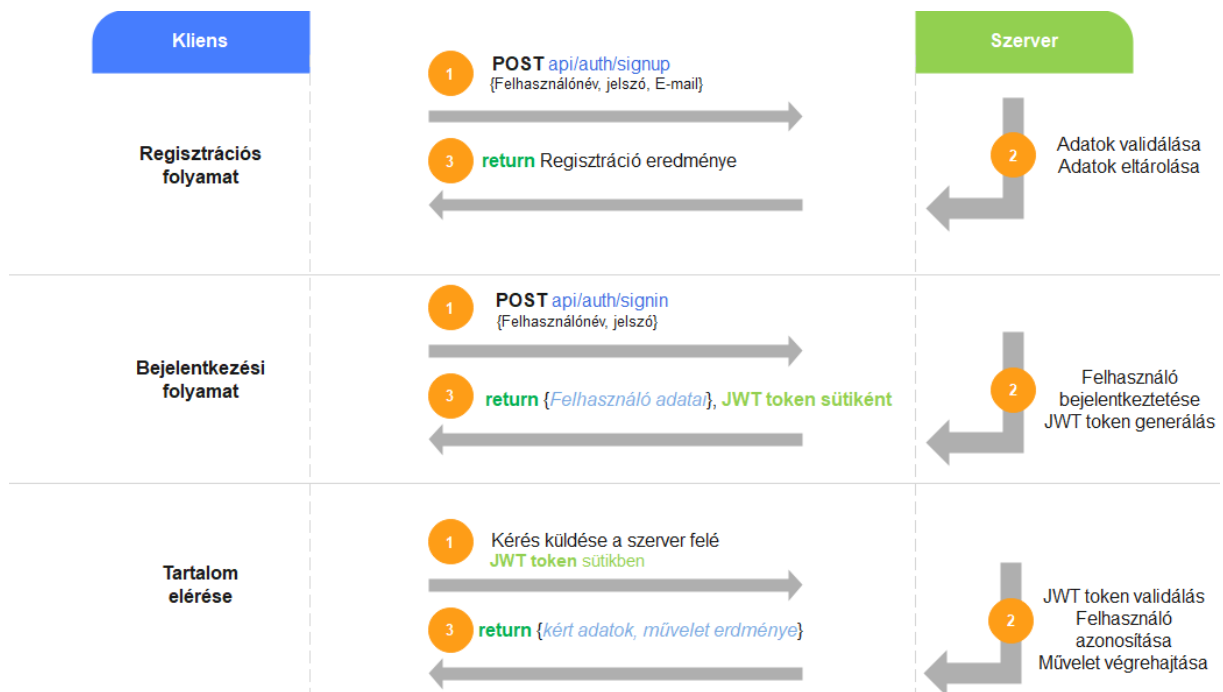 Kliens
Szerver
1
POST api/auth/signup
{Felhasználónév, jelszó, E-mail}
Regisztrációs
folyamat
3
return Regisztráció eredménye
2
Adatok validálása
Adatok eltárolása
1
POST api/auth/signin
{Felhasználónév, jelszó}
Bejelentkezési
folyamat
3
return {Felhasználó adatai}, JWT token sütiként
2
Felhasználó
bejelentkeztetése
JWT token generálás
1
Kérés küldése a szerver felé
JWT token sütikben
Tartalom
elérése
3
return {kért adatok, művelet erdménye}
2
JWT token validálás
Felhasználó
azonosítása
Művelet végrehajtása